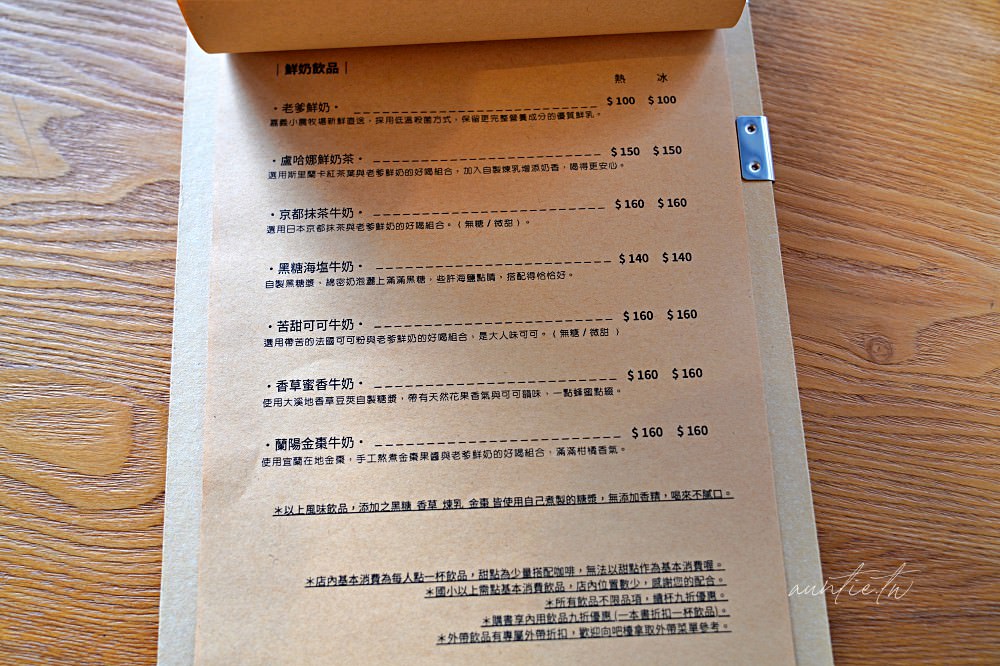 ｜鮮奶飲品｜
熱 冰
・老爹鮮奶・ $100 $100
嘉義小農牧場新鮮直送，採用低溫殺菌方式，保留更完整營養成分的優質鮮乳。
・盧哈娜鮮奶茶・ $150 $150
選用斯里蘭卡紅茶葉與老爹鮮奶的好喝組合，加入自製煉乳增添奶香，喝得更安心。
・京都抹茶牛奶・ $160 $160
選用日本京都抹茶與老爹鮮奶的好喝組合。（無糖 / 微甜）。
・黑糖海塩牛奶・ $140 $140
自製黑糖漿，綿密奶泡灑上滿滿黑糖，些許海鹽點睛，搭配得恰恰好。
・苦甜可可牛奶・ $160 $160
選用帶苦的法國可可粉與老爹鮮奶的好喝組合，是大人味可可。（無糖 / 微甜 ）
・香草蜜香牛奶・ $160 $160
使用大溪地香草豆莢自製糖漿，帶有天然花果香氣與可可韻味，一點蜂蜜點綴。
・蘭陽金棗牛奶・ $160 $160
使用宜蘭在地金棗，手工熬煮金棗果醬與老爹鮮奶的好喝組合，滿滿柑橘香氣。
＊以上風味飲品，添加之黑糖 香草 煉乳 金棗 皆使用自己煮製的糖漿，無添加香精，喝來不膩口。
＊店內基本消費為每人點一杯飲品，甜點為少量搭配咖啡，無法以甜點作為基本消費喔。
＊國小以上需點基本消費飲品，店內位置數少，感謝您的配合。
＊所有飲品不限品項，續杯九折優惠。
＊購書享內用飲品九折優惠 (一本書折扣一杯飲品)。
＊外帶飲品有專屬外帶折扣，歡迎向吧檯拿取外帶菜單參考。
auntie.tw